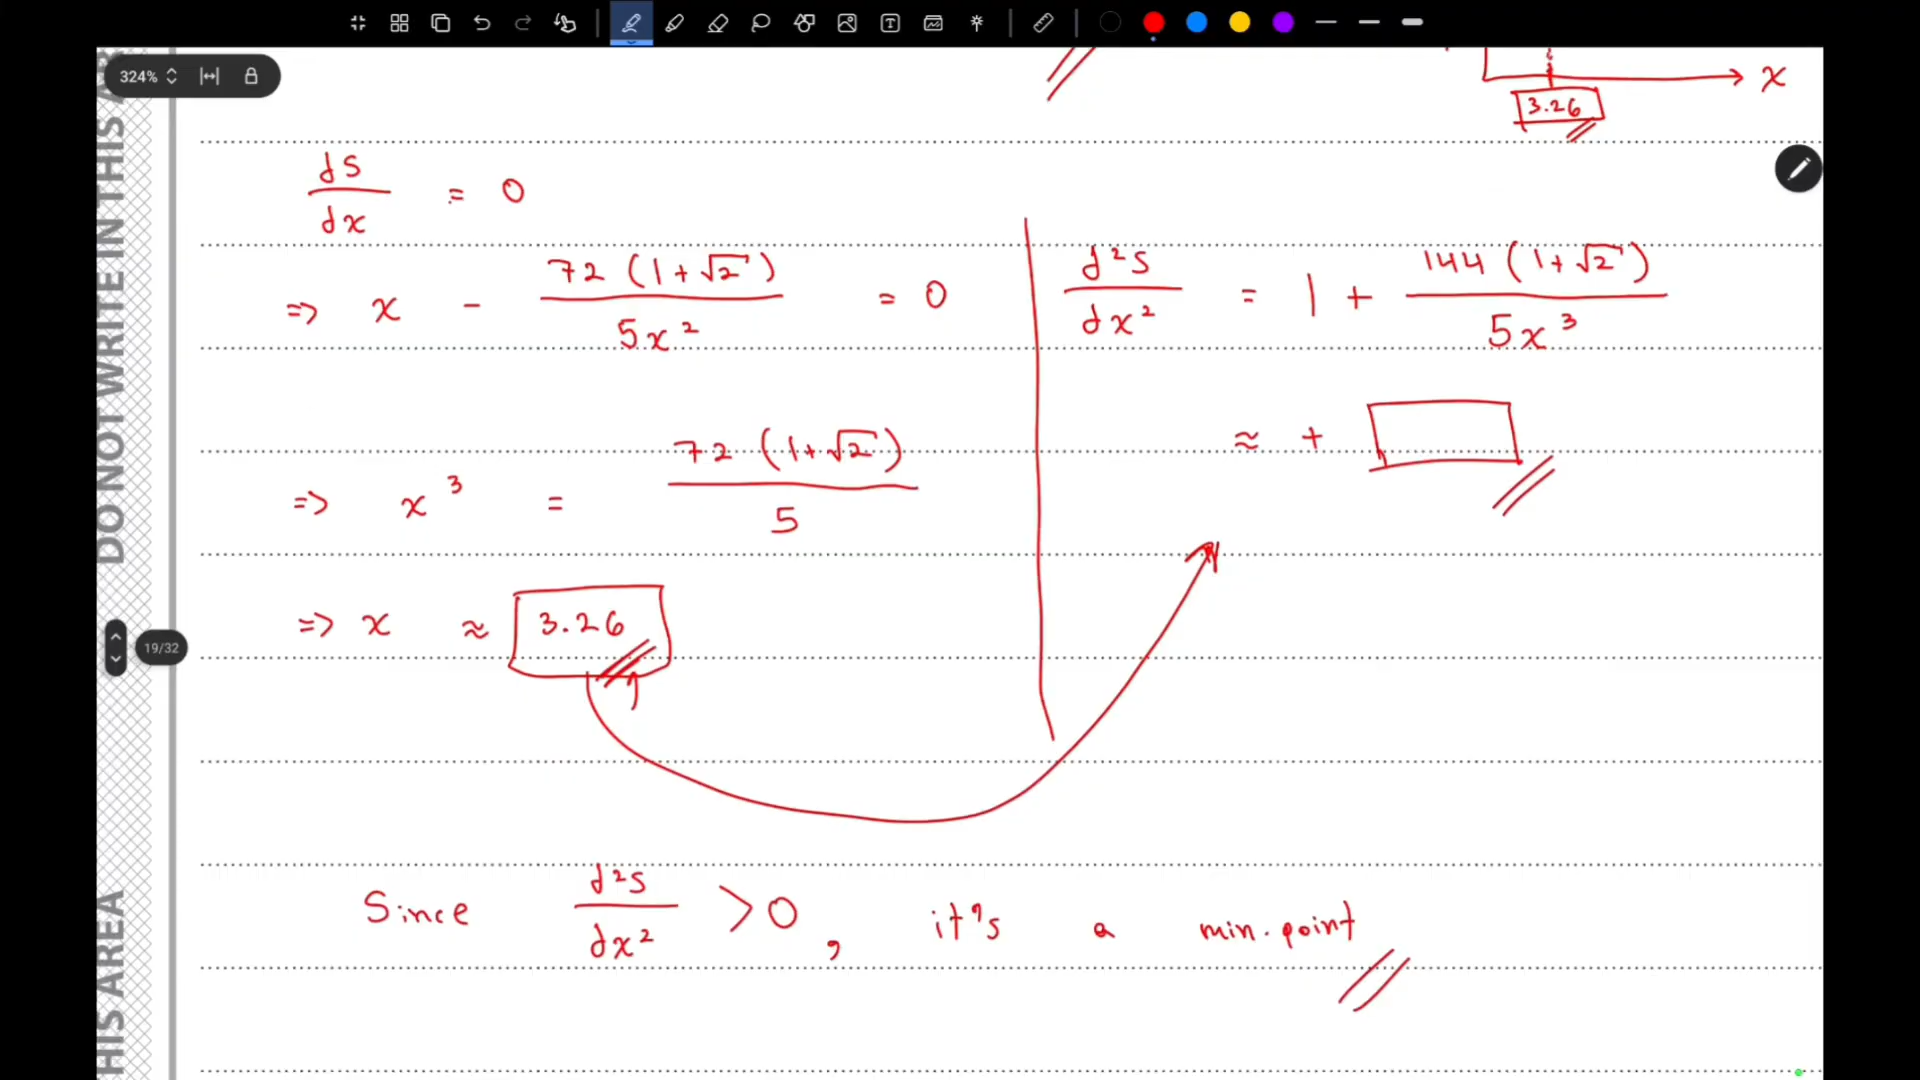 324%
x
3.26
dS/dx = 0
=> x - 72(1+√2)/5x² = 0
d²S/dx² = 1 + 144(1+√2)/5x³
=> x³ = 72(1+√2)/5
≈ +
=> x ≈ 3.26
19/32
Since d²S/dx² > 0, it's a min. point
DO NOT WRITE IN THIS AR
HIS AREA